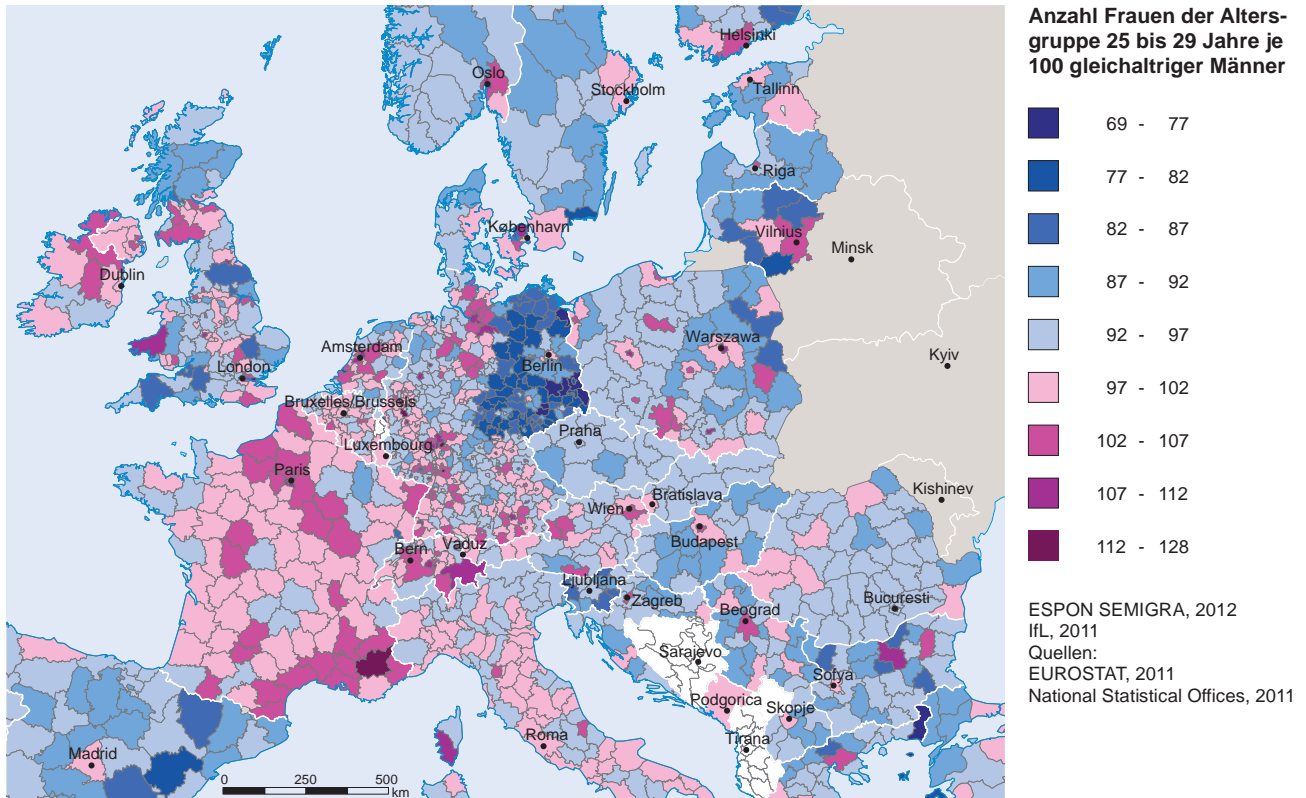 Anzahl Frauen der Alters-
gruppe 25 bis 29 Jahre je
100 gleichaltriger Männer
69 - 77
77 - 82
82 - 87
87 - 92
92 - 97
97 - 102
102 - 107
107 - 112
112 - 128
ESPON SEMIGRA, 2012
IfL, 2011
Quellen:
EUROSTAT, 2011
National Statistical Offices, 2011
Helsinki
Oslo
Stockholm
Tallinn
Riga
København
Vilnius
Minsk
Dublin
Amsterdam
Warszawa
Berlin
London
Kyiv
Bruxelles/Brussels
Praha
Luxembourg
Paris
Kishinev
Bratislava
Wien
Budapest
Bern
Vaduz
Ljubljana
Zagreb
Bucuresti
Beograd
Sarajevo
Sofya
Podgorica
Skopje
Roma
Tirana
Madrid
0 250 500
km